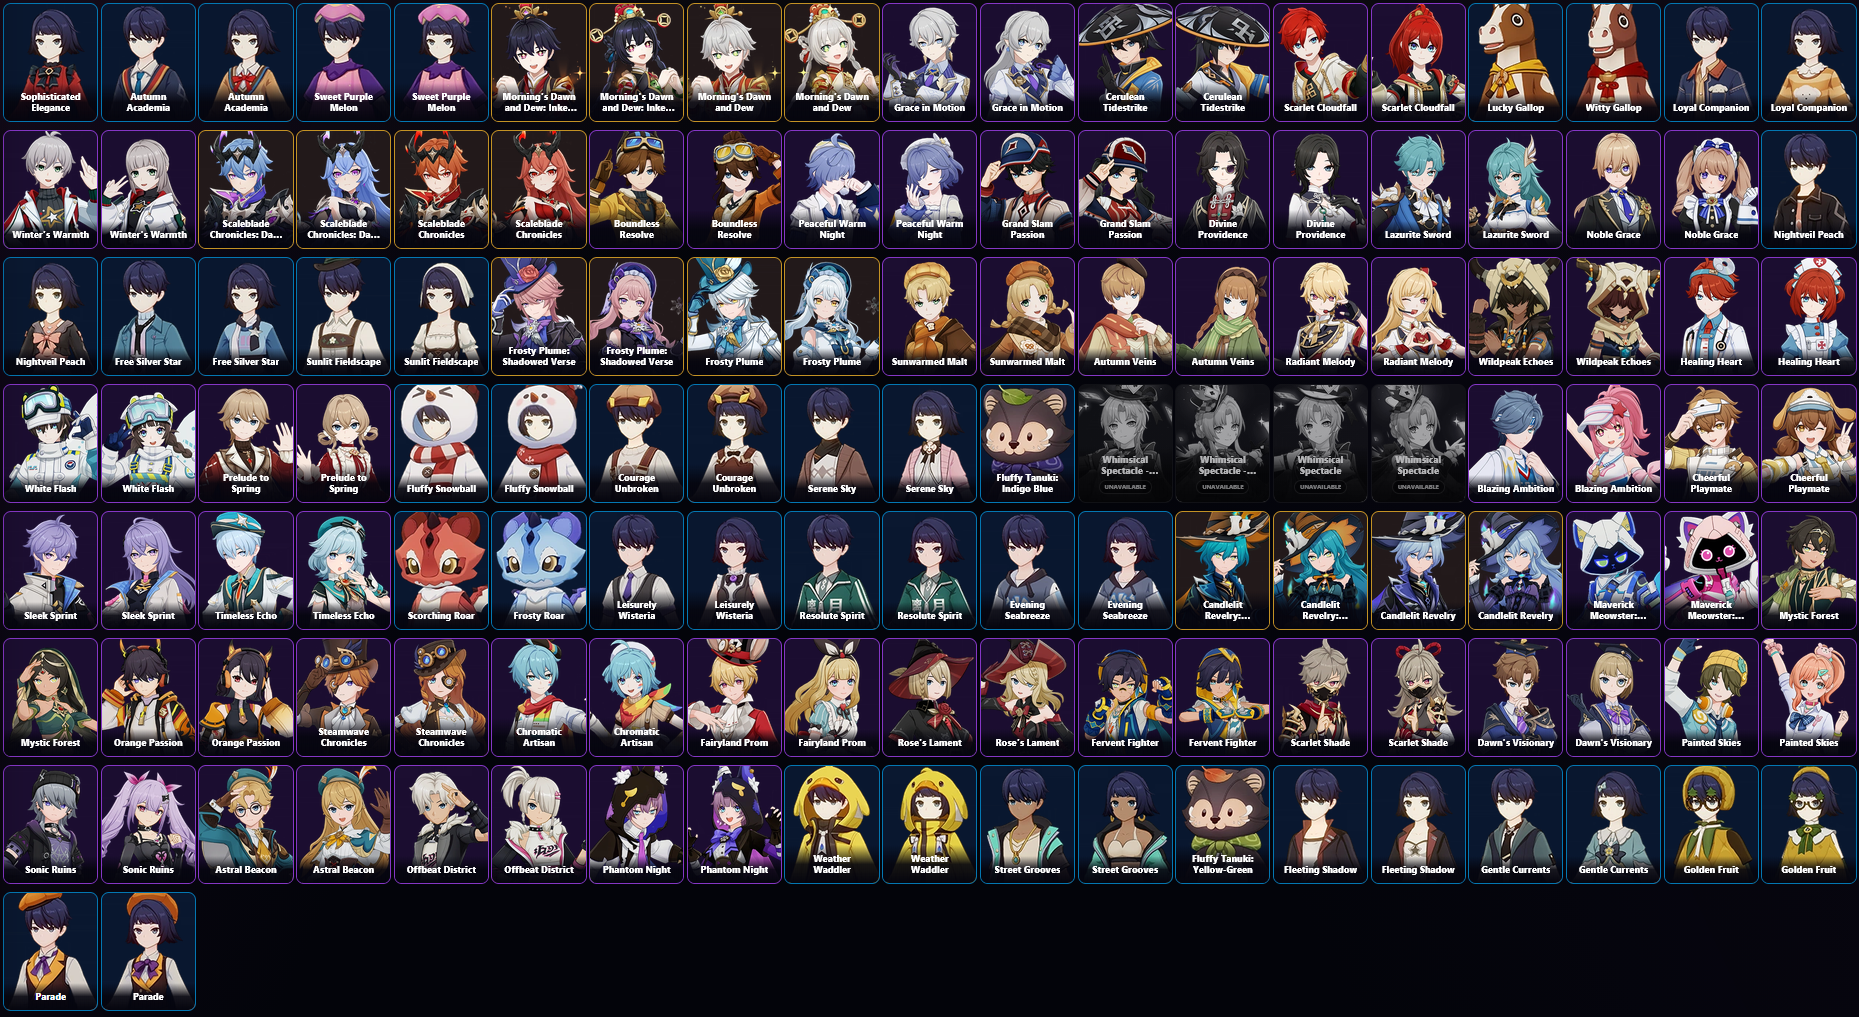 Sophisticated
Elegance
Autumn
Academia
Autumn
Academia
Sweet Purple
Melon
Sweet Purple
Melon
Morning's Dawn
and Dew: Inke...
Morning's Dawn
and Dew: Inke...
Morning's Dawn
and Dew
Morning's Dawn
and Dew
Grace in Motion
Grace in Motion
Cerulean
Tidestrike
Cerulean
Tidestrike
Scarlet Cloudfall
Scarlet Cloudfall
Lucky Gallop
Witty Gallop
Loyal Companion
Loyal Companion
Winter's Warmth
Winter's Warmth
Scaleblade
Chronicles: Da...
Scaleblade
Chronicles: Da...
Scaleblade
Chronicles
Scaleblade
Chronicles
Boundless
Resolve
Boundless
Resolve
Peaceful Warm
Night
Peaceful Warm
Night
Grand Slam
Passion
Grand Slam
Passion
Divine
Providence
Divine
Providence
Lazurite Sword
Lazurite Sword
Noble Grace
Noble Grace
Nightveil Peach
Nightveil Peach
Free Silver Star
Free Silver Star
Sunlit Fieldscape
Sunlit Fieldscape
Frosty Plume:
Shadowed Verse
Frosty Plume:
Shadowed Verse
Frosty Plume
Frosty Plume
Sunwarmed Malt
Sunwarmed Malt
Autumn Veins
Autumn Veins
Radiant Melody
Radiant Melody
Wildpeak Echoes
Wildpeak Echoes
Healing Heart
Healing Heart
White Flash
White Flash
Prelude to
Spring
Prelude to
Spring
Fluffy Snowball
Fluffy Snowball
Courage
Unbroken
Courage
Unbroken
Serene Sky
Serene Sky
Fluffy Tanuki:
Indigo Blue
Whimsical
Spectacle -...
UNAVAILABLE
Whimsical
Spectacle -...
UNAVAILABLE
Whimsical
Spectacle
UNAVAILABLE
Whimsical
Spectacle
UNAVAILABLE
Blazing Ambition
Blazing Ambition
Cheerful
Playmate
Cheerful
Playmate
Sleek Sprint
Sleek Sprint
Timeless Echo
Timeless Echo
Scorching Roar
Frosty Roar
Leisurely
Wisteria
Leisurely
Wisteria
Resolute Spirit
Resolute Spirit
Evening
Seabreeze
Evening
Seabreeze
Candlelit
Revelry:...
Candlelit
Revelry:...
Candlelit Revelry
Candlelit Revelry
Maverick
Meowster:...
Maverick
Meowster:...
Mystic Forest
Mystic Forest
Orange Passion
Orange Passion
Steamwave
Chronicles
Steamwave
Chronicles
Chromatic
Artisan
Chromatic
Artisan
Fairyland Prom
Fairyland Prom
Rose's Lament
Rose's Lament
Fervent Fighter
Fervent Fighter
Scarlet Shade
Scarlet Shade
Dawn's Visionary
Dawn's Visionary
Painted Skies
Painted Skies
Sonic Ruins
Sonic Ruins
Astral Beacon
Astral Beacon
Offbeat District
Offbeat District
Phantom Night
Phantom Night
Weather
Waddler
Weather
Waddler
Street Grooves
Street Grooves
Fluffy Tanuki:
Yellow-Green
Fleeting Shadow
Fleeting Shadow
Gentle Currents
Gentle Currents
Golden Fruit
Golden Fruit
Parade
Parade